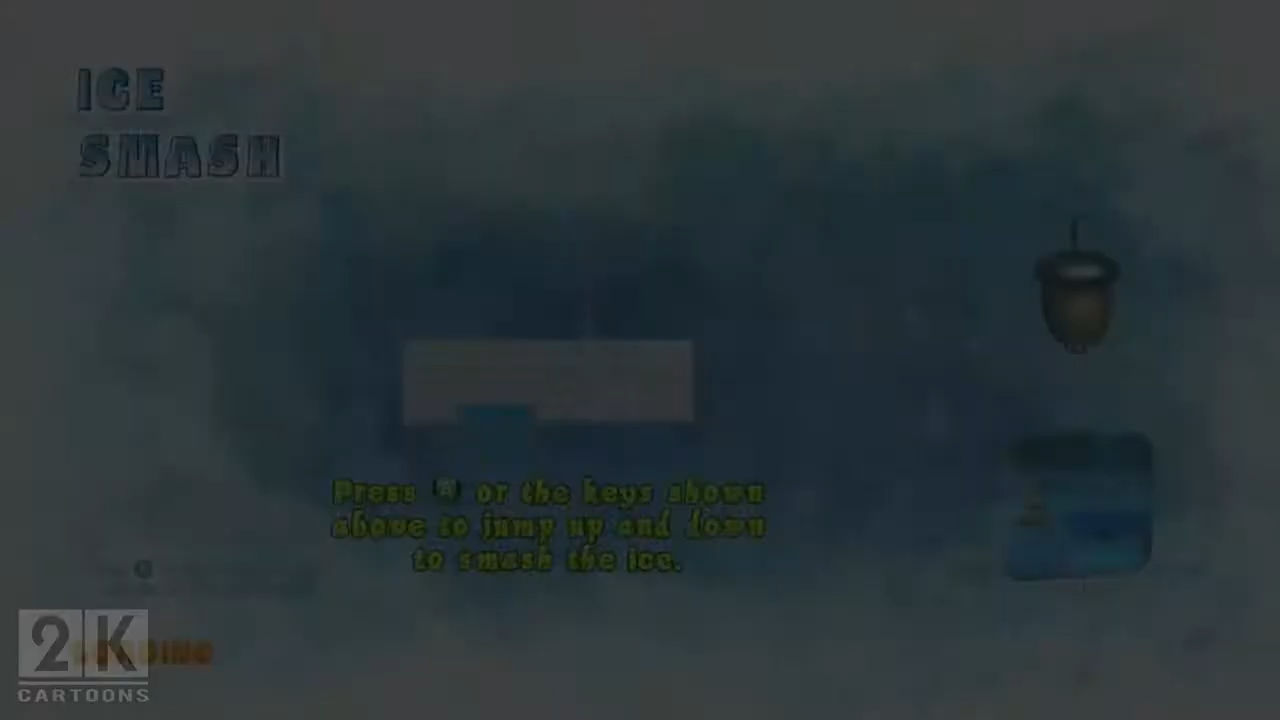 ICE
SMASH
Press A or the keys shown
above to jump up and down
to smash the ice.
LOADING
2K
CARTOONS